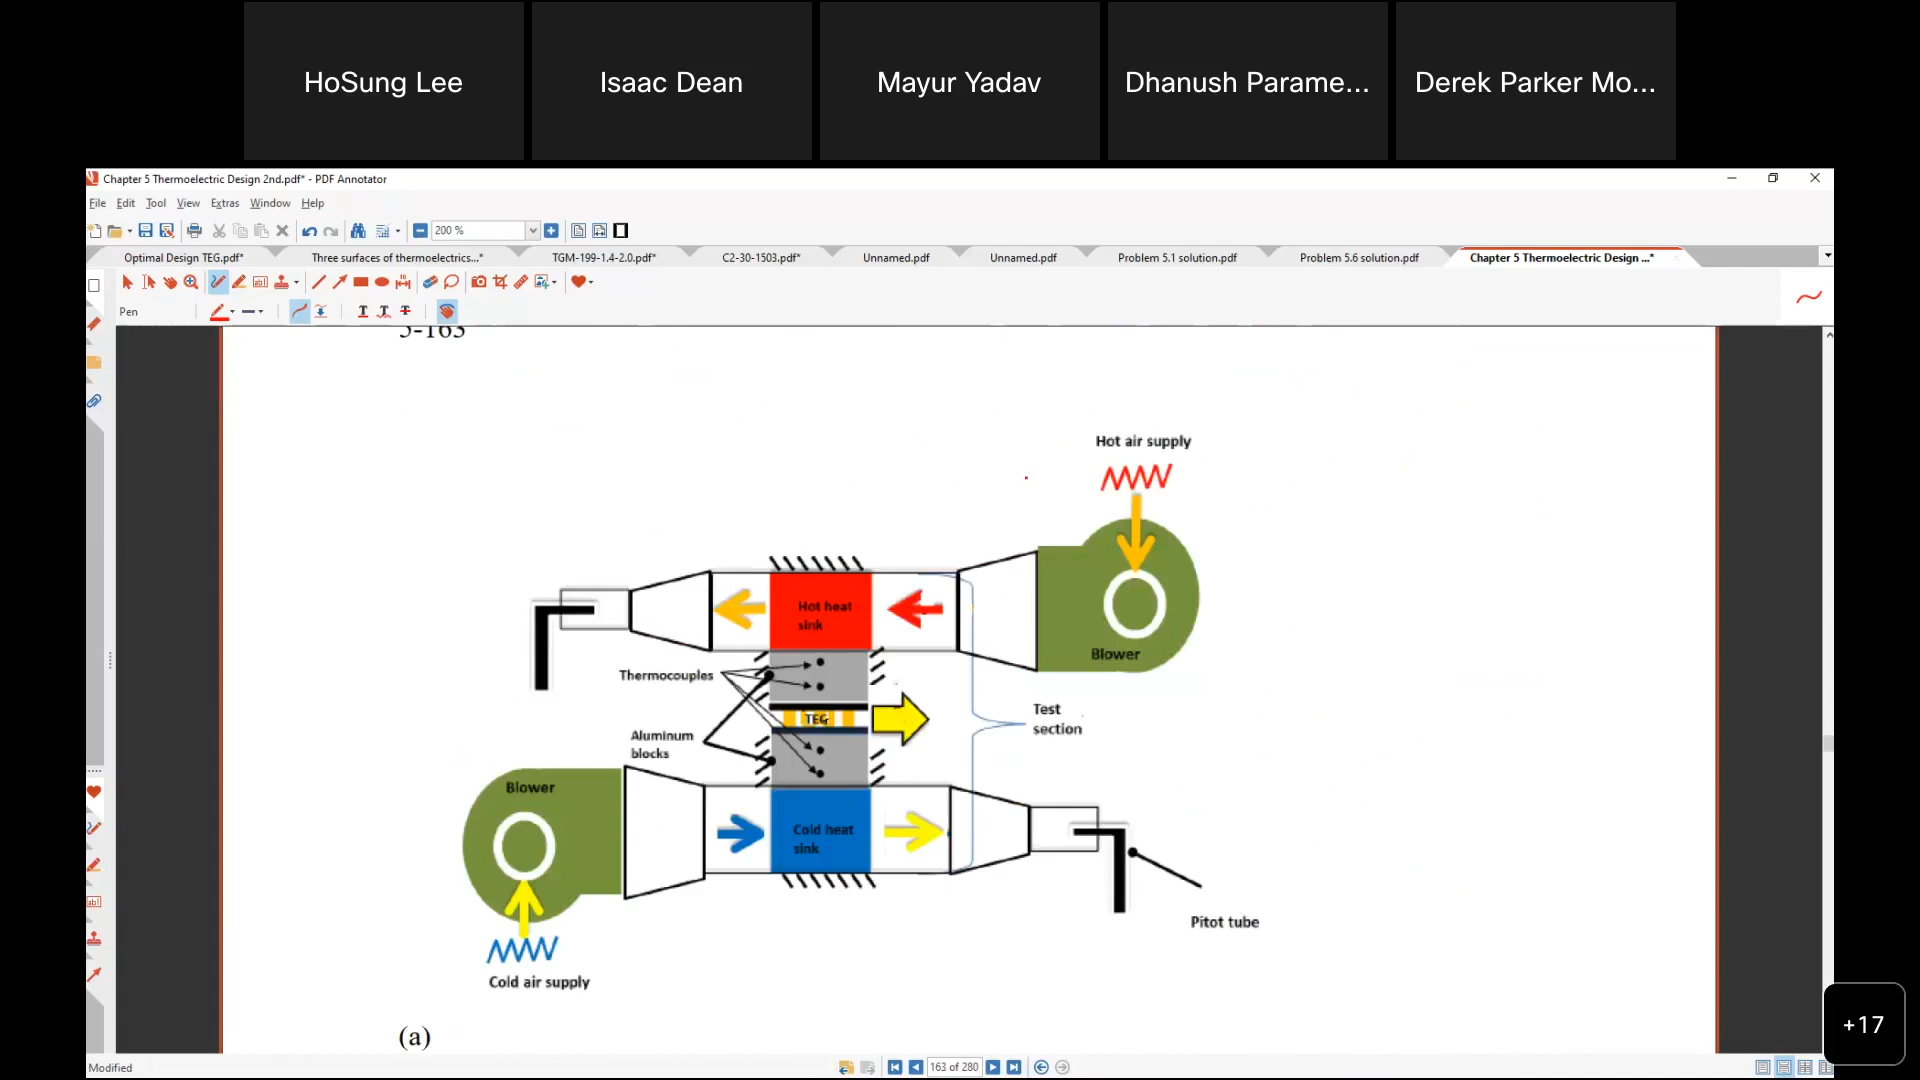 HoSung Lee
Isaac Dean
Mayur Yadav
Dhanush Parame...
Derek Parker Mo...
Chapter 5 Thermoelectric Design 2nd.pdf* - PDF Annotator
File Edit Tool View Extras Window Help
200 %
Optimal Design TEG.pdf*
Three surfaces of thermoelectrics...*
TGM-199-1.4-2.0.pdf*
C2-30-1503.pdf*
Unnamed.pdf
Unnamed.pdf
Problem 5.1 solution.pdf
Problem 5.6 solution.pdf
Chapter 5 Thermoelectric Design ...*
Pen
5-163
Hot air supply
Hot heat
sink
Blower
Thermocouples
TEG
Test
section
Aluminum
blocks
Blower
Cold heat
sink
Pitot tube
Cold air supply
(a)
+17
Modified
163 of 280